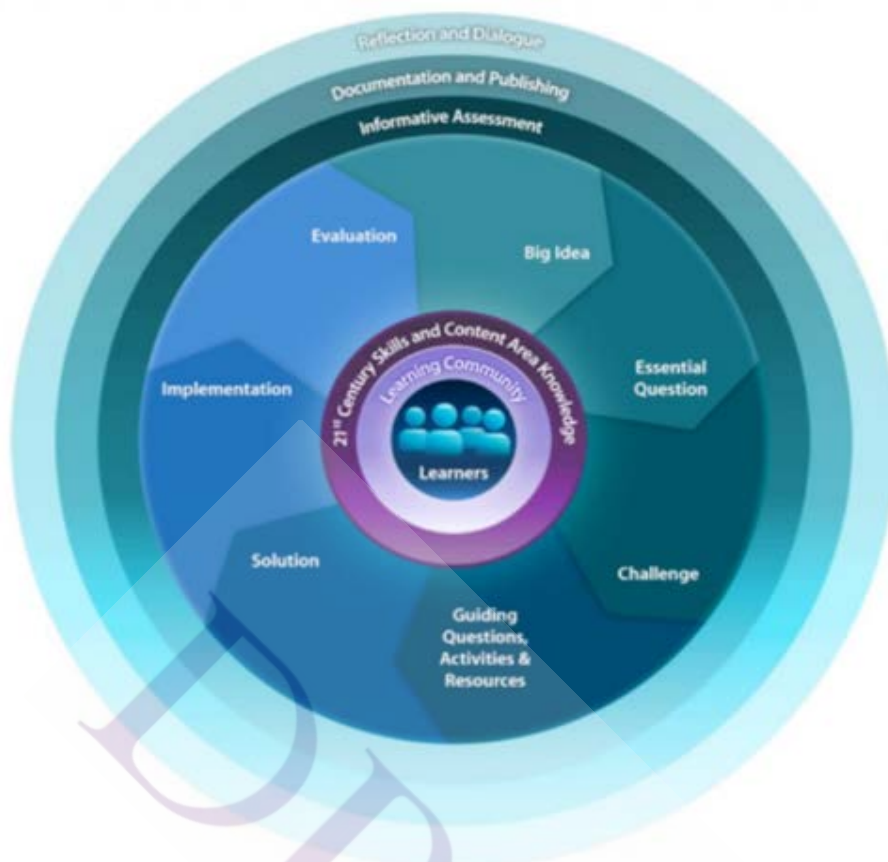 Reflection and Dialogue
Documentation and Publishing
Informative Assessment
Evaluation
Big Idea
Essential
Question
Implementation
21st Century Skills and Content Area Knowledge
Learning Community
Learners
Solution
Challenge
Guiding
Questions,
Activities &
Resources